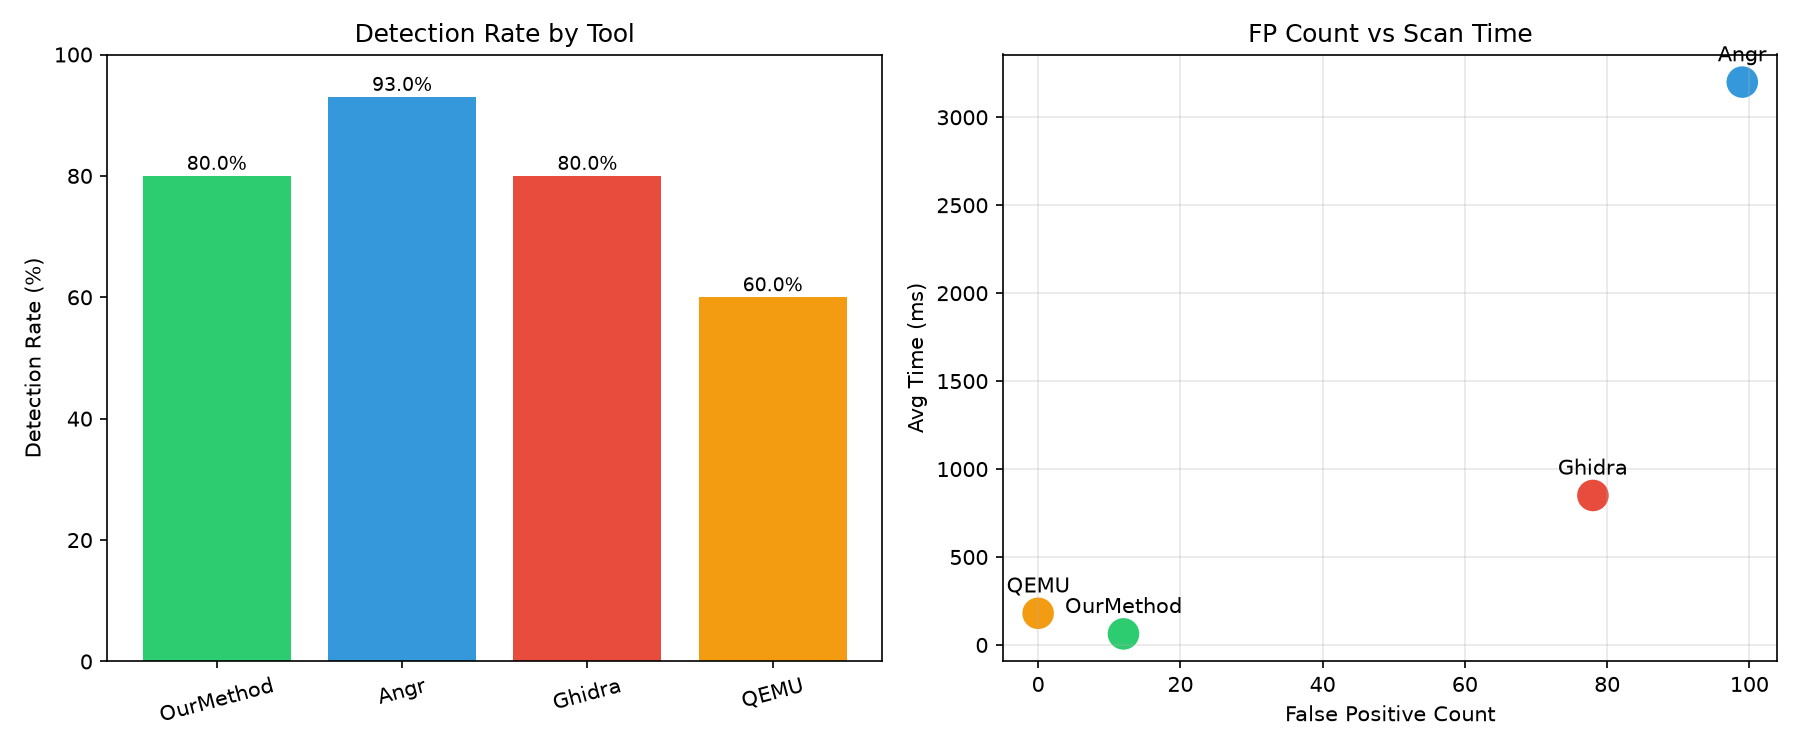 Detection Rate by Tool
100
80
60
40
20
0
Detection Rate (%)
80.0%
93.0%
80.0%
60.0%
OurMethod
Angr
Ghidra
QEMU
FP Count vs Scan Time
3000
2500
2000
1500
1000
500
0
Avg Time (ms)
Angr
Ghidra
QEMU
OurMethod
0 20 40 60 80 100
False Positive Count